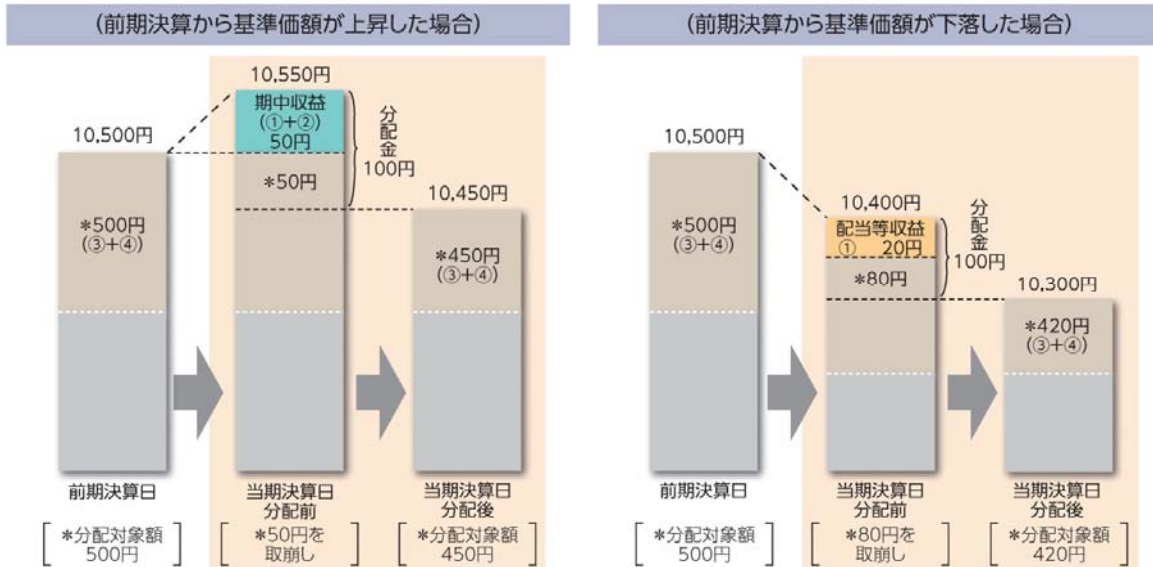 (前期決算から基準価額が上昇した場合)
10,500円
*500円
(③+④)
10,550円
期中収益
(①+②)
50円
*50円
分配金
100円
10,450円
*450円
(③+④)
前期決算日
当期決算日
分配前
当期決算日
分配後
*分配対象額
500円
*50円を
取崩し
*分配対象額
450円
(前期決算から基準価額が下落した場合)
10,500円
*500円
(③+④)
10,400円
配当等収益
① 20円
*80円
分配金
100円
10,300円
*420円
(③+④)
前期決算日
当期決算日
分配前
当期決算日
分配後
*分配対象額
500円
*80円を
取崩し
*分配対象額
420円